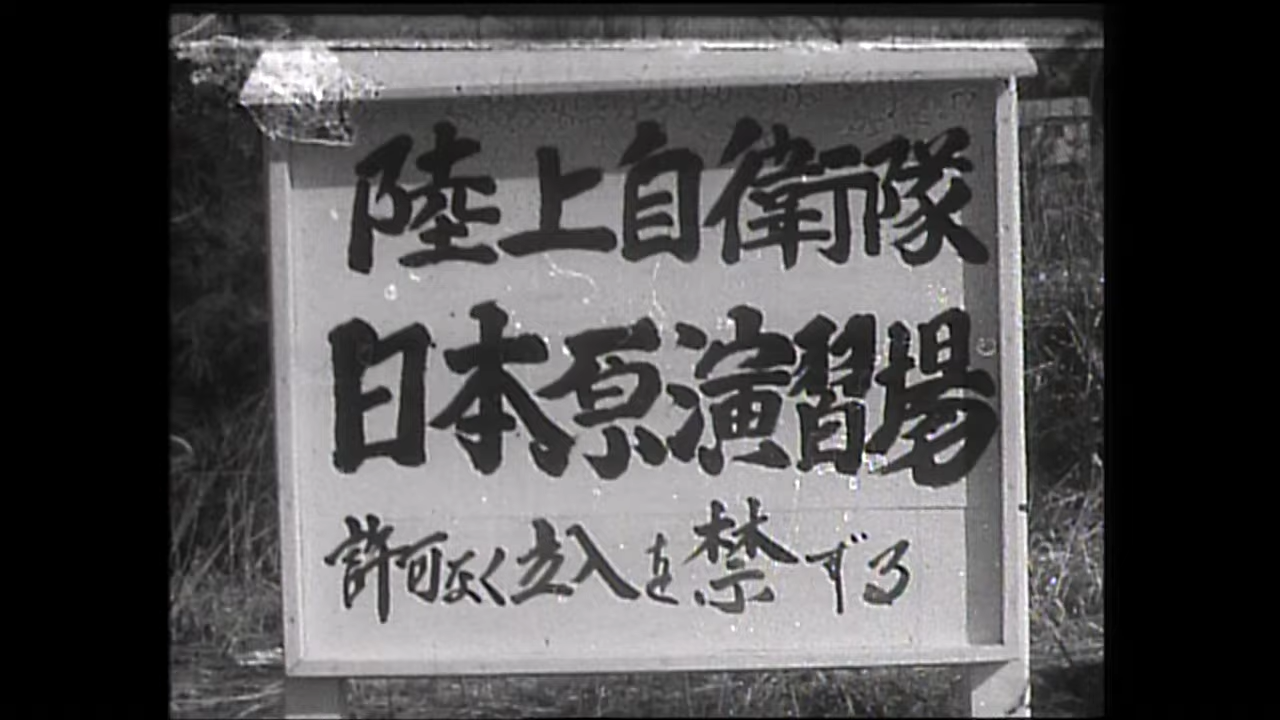 陸上自衛隊
日本原演習場
許可なく立入を禁ずる